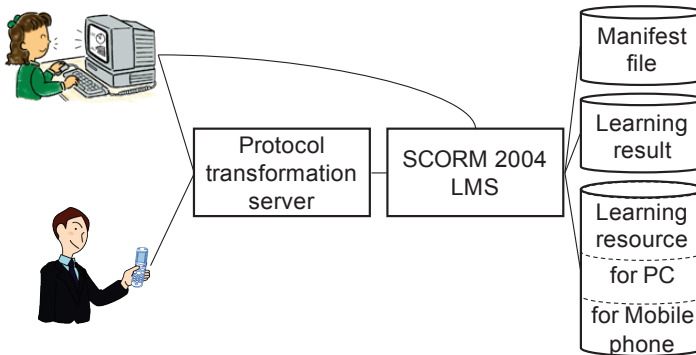 Manifest
file
Protocol
transformation
server
SCORM 2004
LMS
Learning
result
Learning
resource
for PC
for Mobile
phone